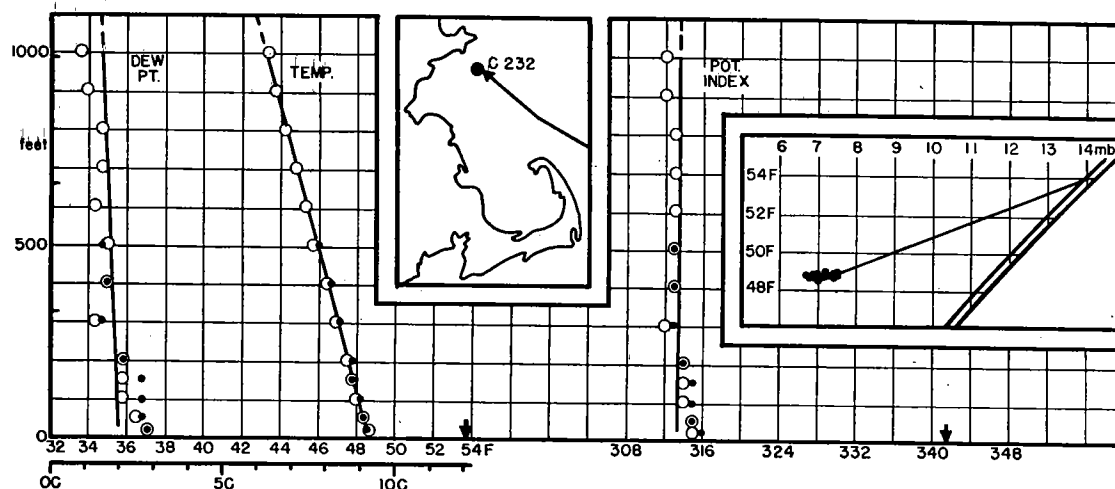 1000
feet
500
0
DEW
PT.
TEMP.
C 232
POT.
INDEX
6 7 8 9 10 11 12 13 14mb
54F
52F
50F
48F
32 34 36 38 40 42 44 46 48 50 52 54F
308 316 324 332 340 348
0C 5C 10C